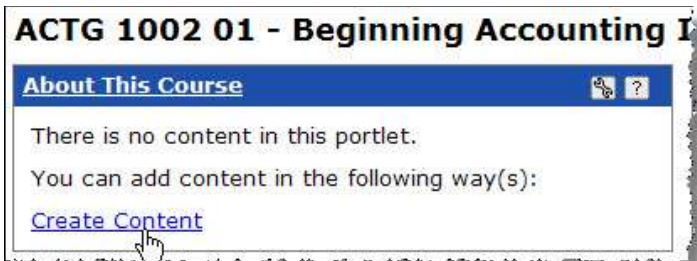 ACTG 1002 01 - Beginning Accounting I
About This Course
?
There is no content in this portlet.
You can add content in the following way(s):
Create Content